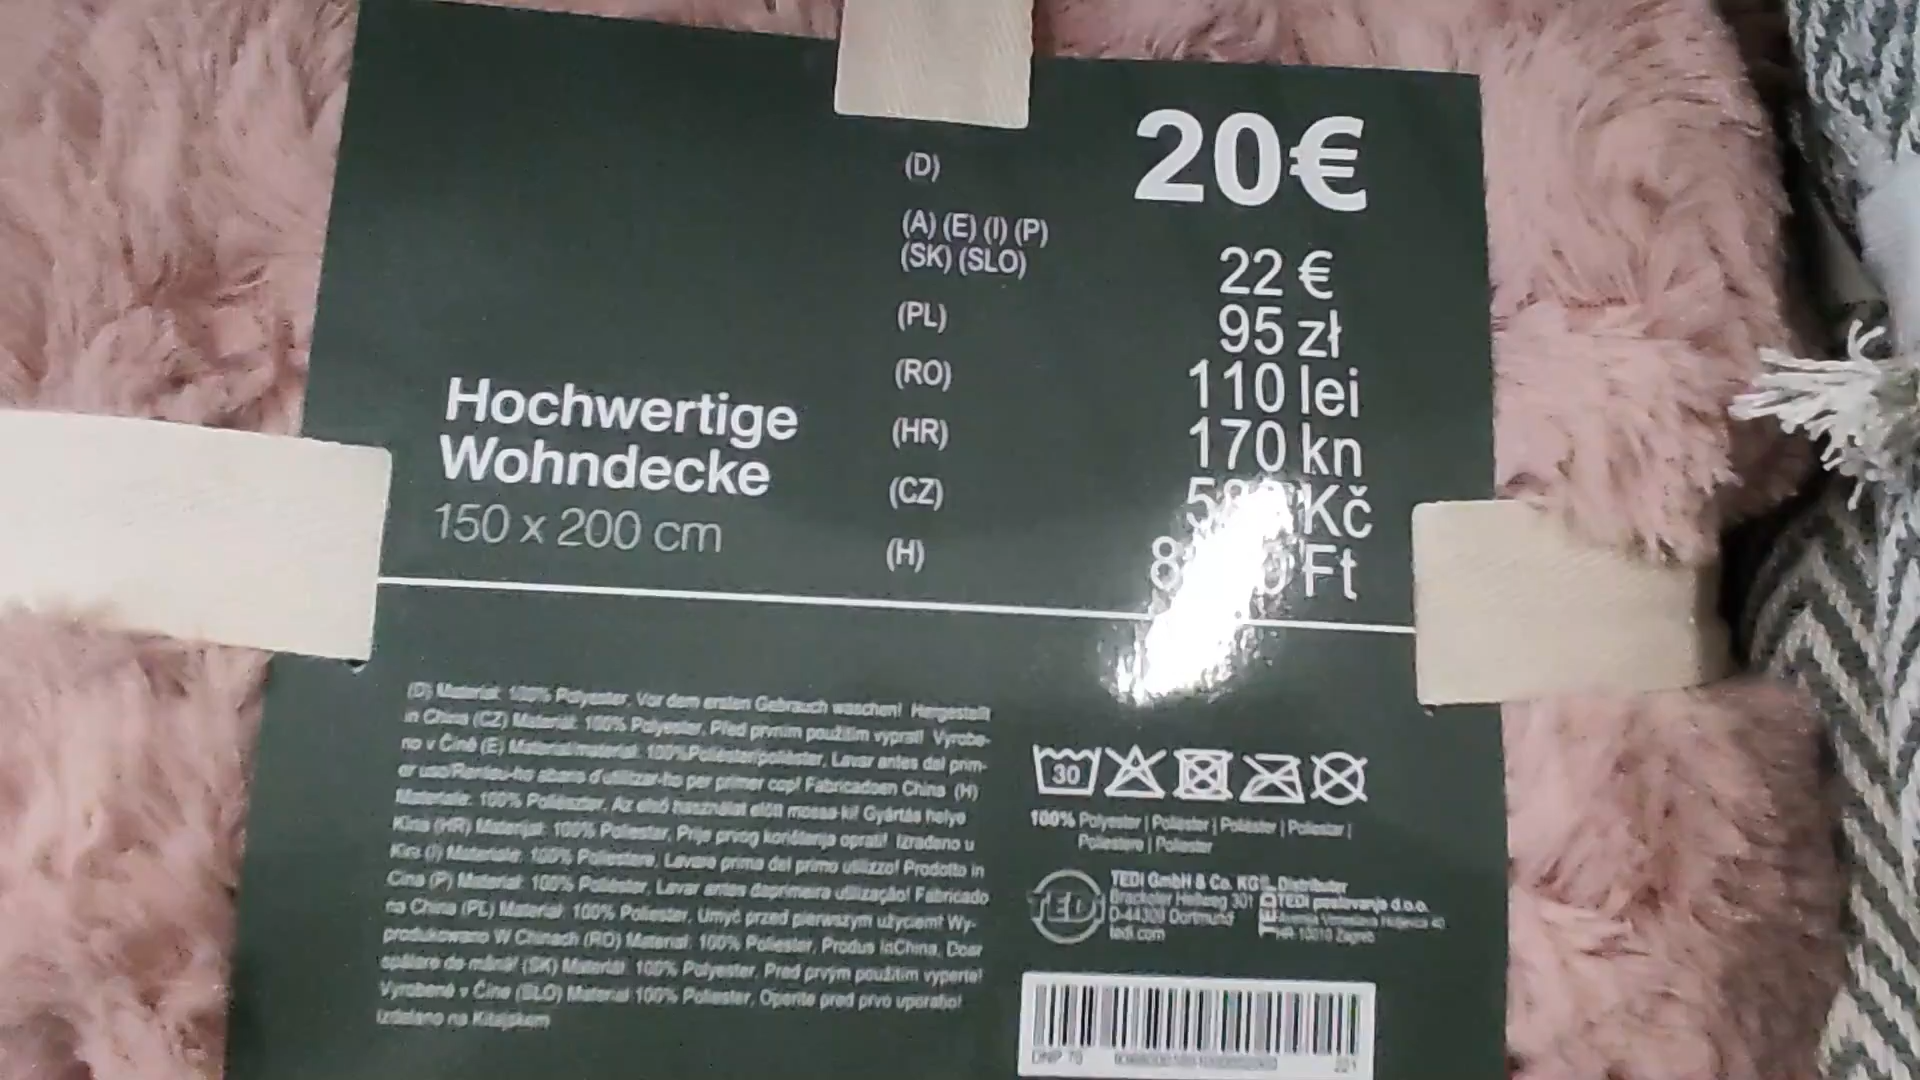 (D) 20€
(A) (E) (I) (P)
(SK) (SLO) 22 €
(PL) 95 zł
(RO) 110 lei
(HR) 170 kn
(CZ) Kč
(H) Ft
Hochwertige
Wohndecke
150 x 200 cm
(D) Material: 100% Polyester, Vor dem ersten Gebrauch waschen! Hergestellt
in China (CZ) Materiál: 100% Polyester, Před prvním použitím vyprat! Vyrobe-
no v Číně (E) Material/material: 100%Poliéster/polièster, Lavar antes del prim-
er uso/Renteu-ho abans d'utilitzar-ho per primer cop! Fabricadoen China (H)
Materiale: 100% Poliészter, Az első használat előtt mossa ki! Gyártás helye
Kína (HR) Materijal: 100% Poliester, Prije prvog korištenja oprati! Izrađeno u
Kini (I) Materiale: 100% Poliestere, Lavare prima del primo utilizzo! Prodotto in
Cina (P) Material: 100% Poliéster, Lavar antes daprimeira utilização! Fabricado
na China (PL) Materiał: 100% Poliester, Umyć przed pierwszym użyciem! Wy-
produkowano W Chinach (RO) Material: 100% Poliester, Produs înChina, Doar
spălare de mână! (SK) Materiál: 100% Polyester, Pred prvým použitím vyperte!
Vyrobené v Číne (SLO) Material 100% Poliester, Operite pred prvo uporabo!
Izdelano na Kitajskem
30
100% Polyester | Poliester | Poliészter | Poliester |
Poliestere | Poliester
TEDi
TEDI GmbH & Co. KG
Brackeler Hellweg 301
D-44309 Dortmund
tedi.com
Distributer
TEDI poslovanje d.o.o.
HR-10010 Zagreb